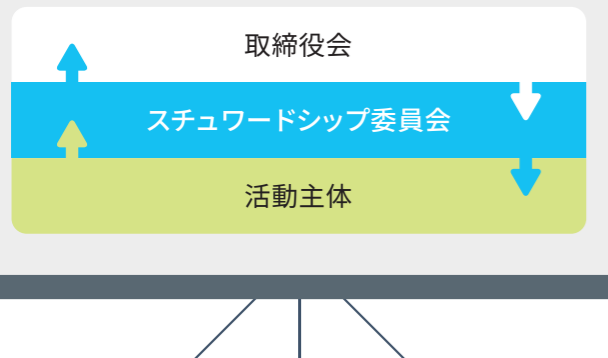 取締役会
スチュワードシップ委員会
活動主体